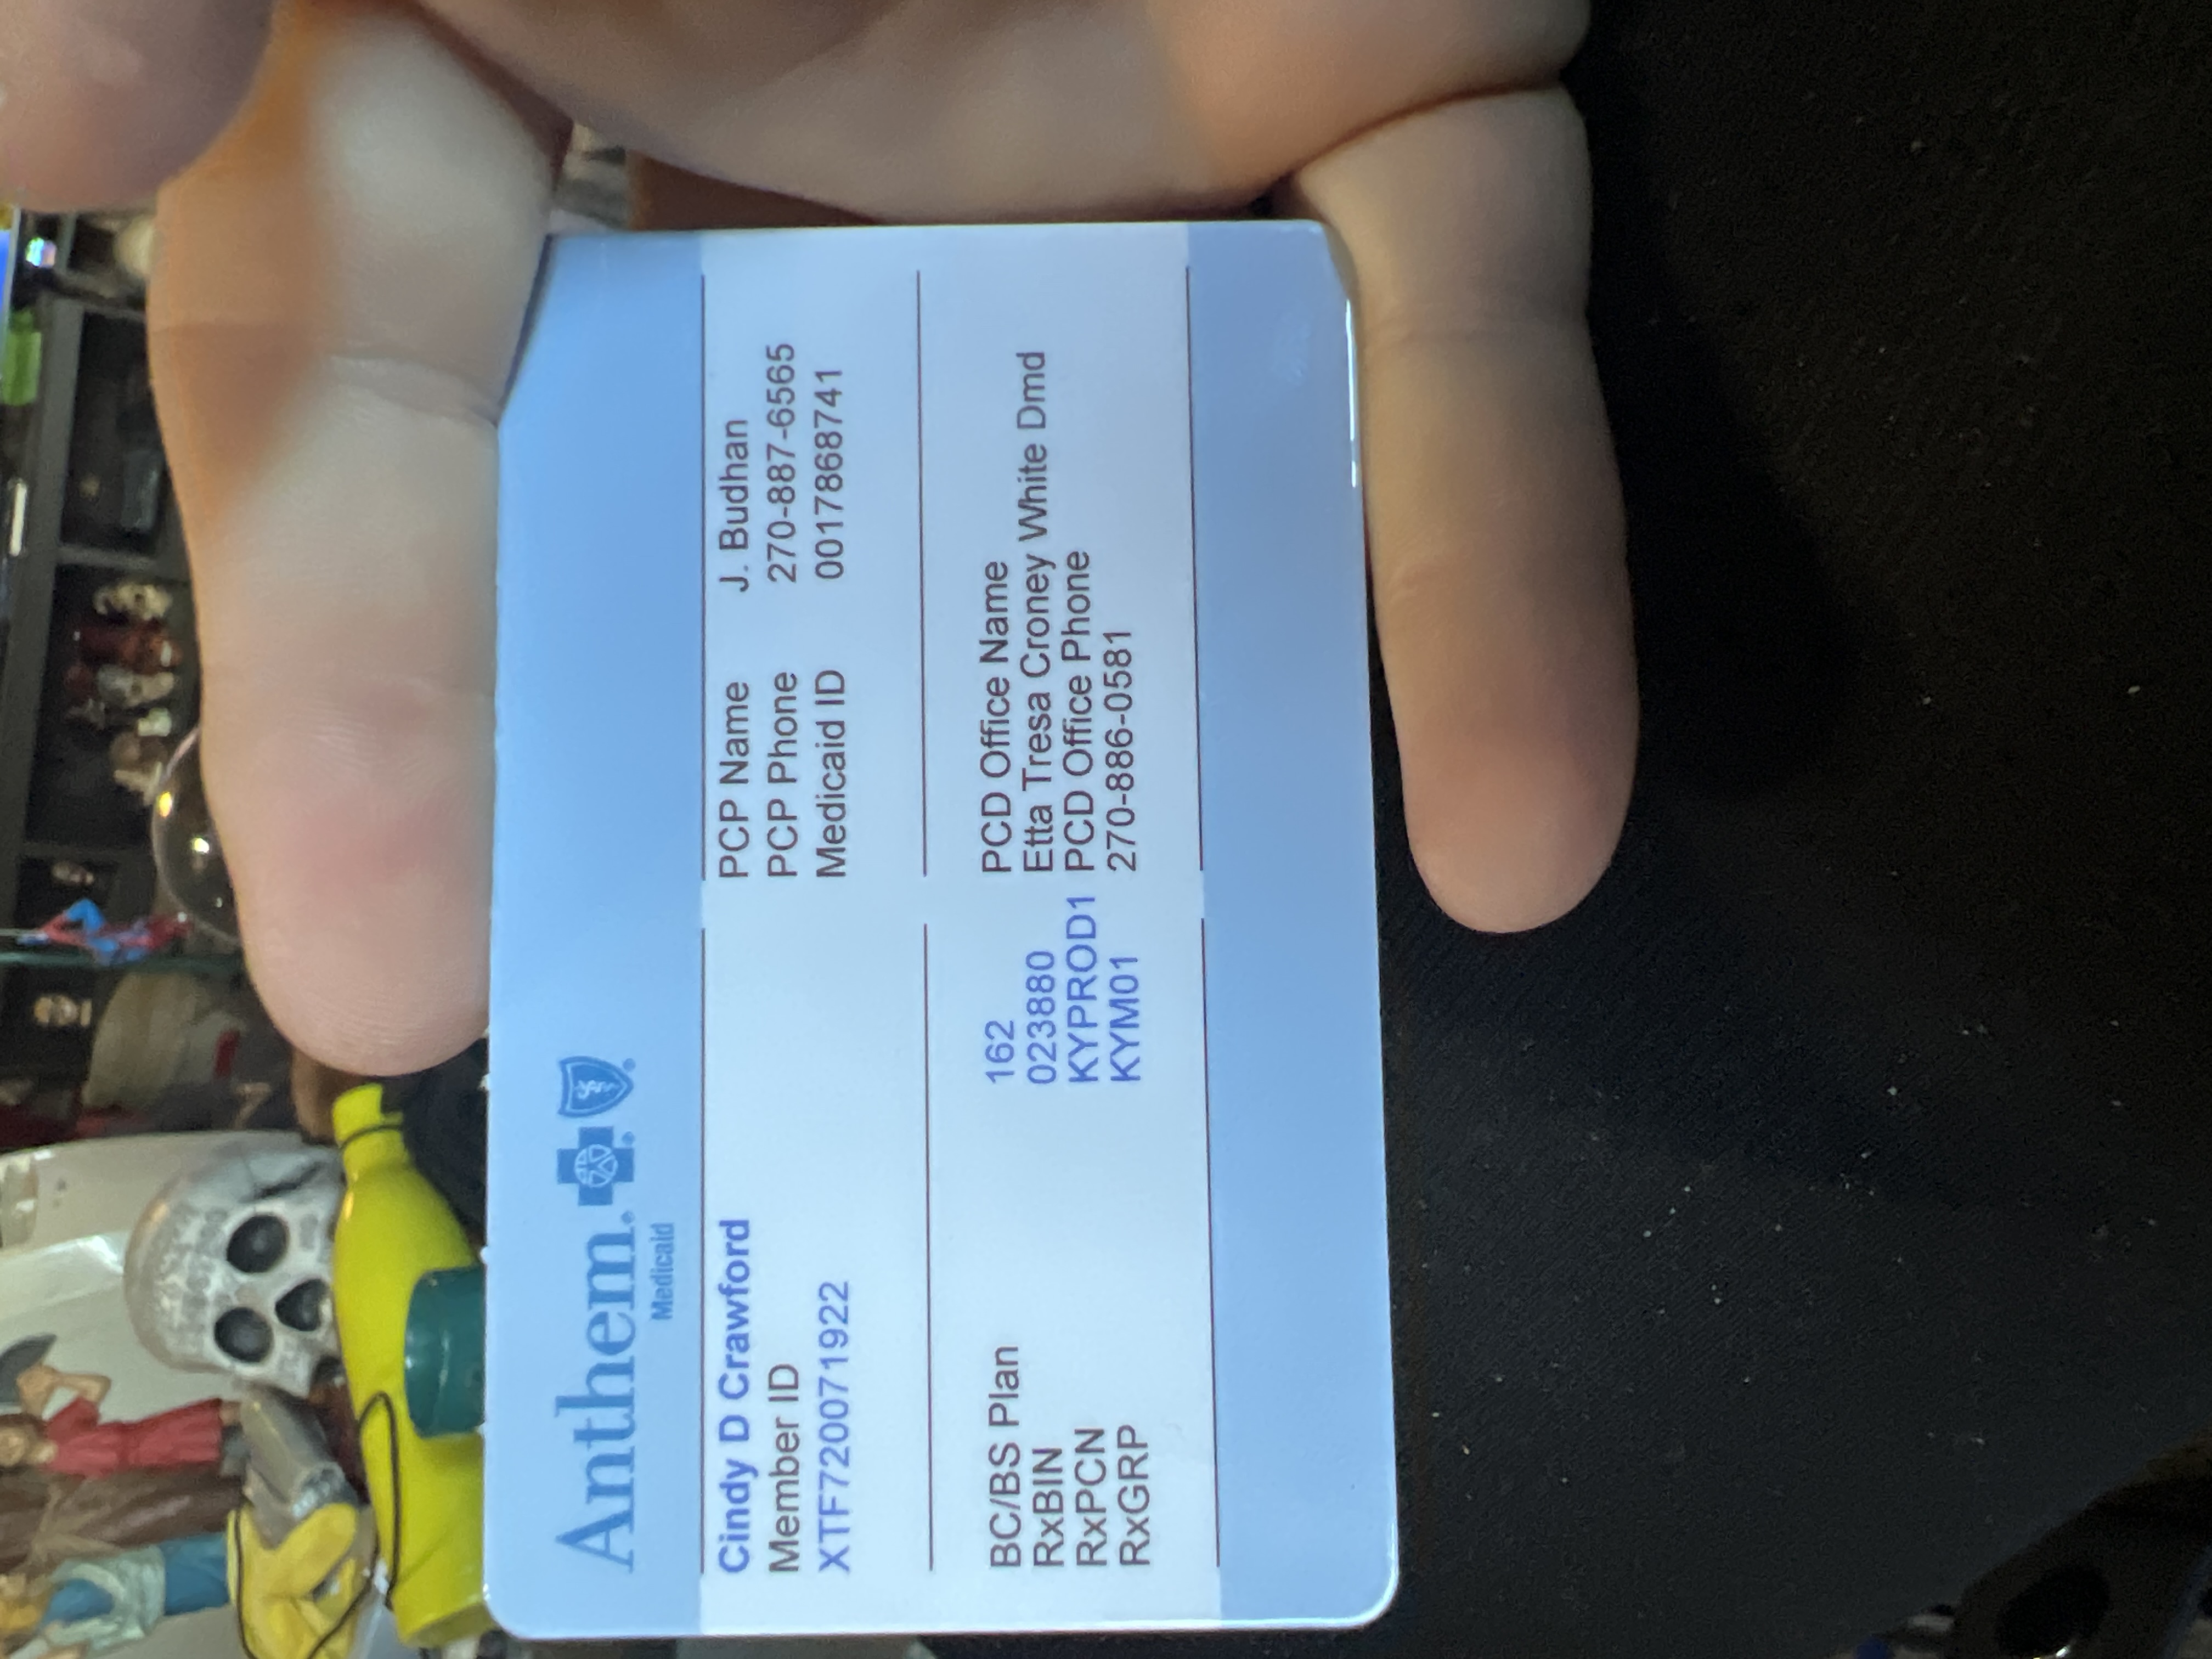 Anthem.
Medicaid
Cindy D Crawford
Member ID
XTF720071922
PCP Name J. Budhan
PCP Phone 270-887-6565
Medicaid ID 0017868741
BC/BS Plan 162
RxBIN 023880
RxPCN KYPROD1
RxGRP KYM01
PCD Office Name
Etta Tresa Croney White Dmd
PCD Office Phone
270-886-0581